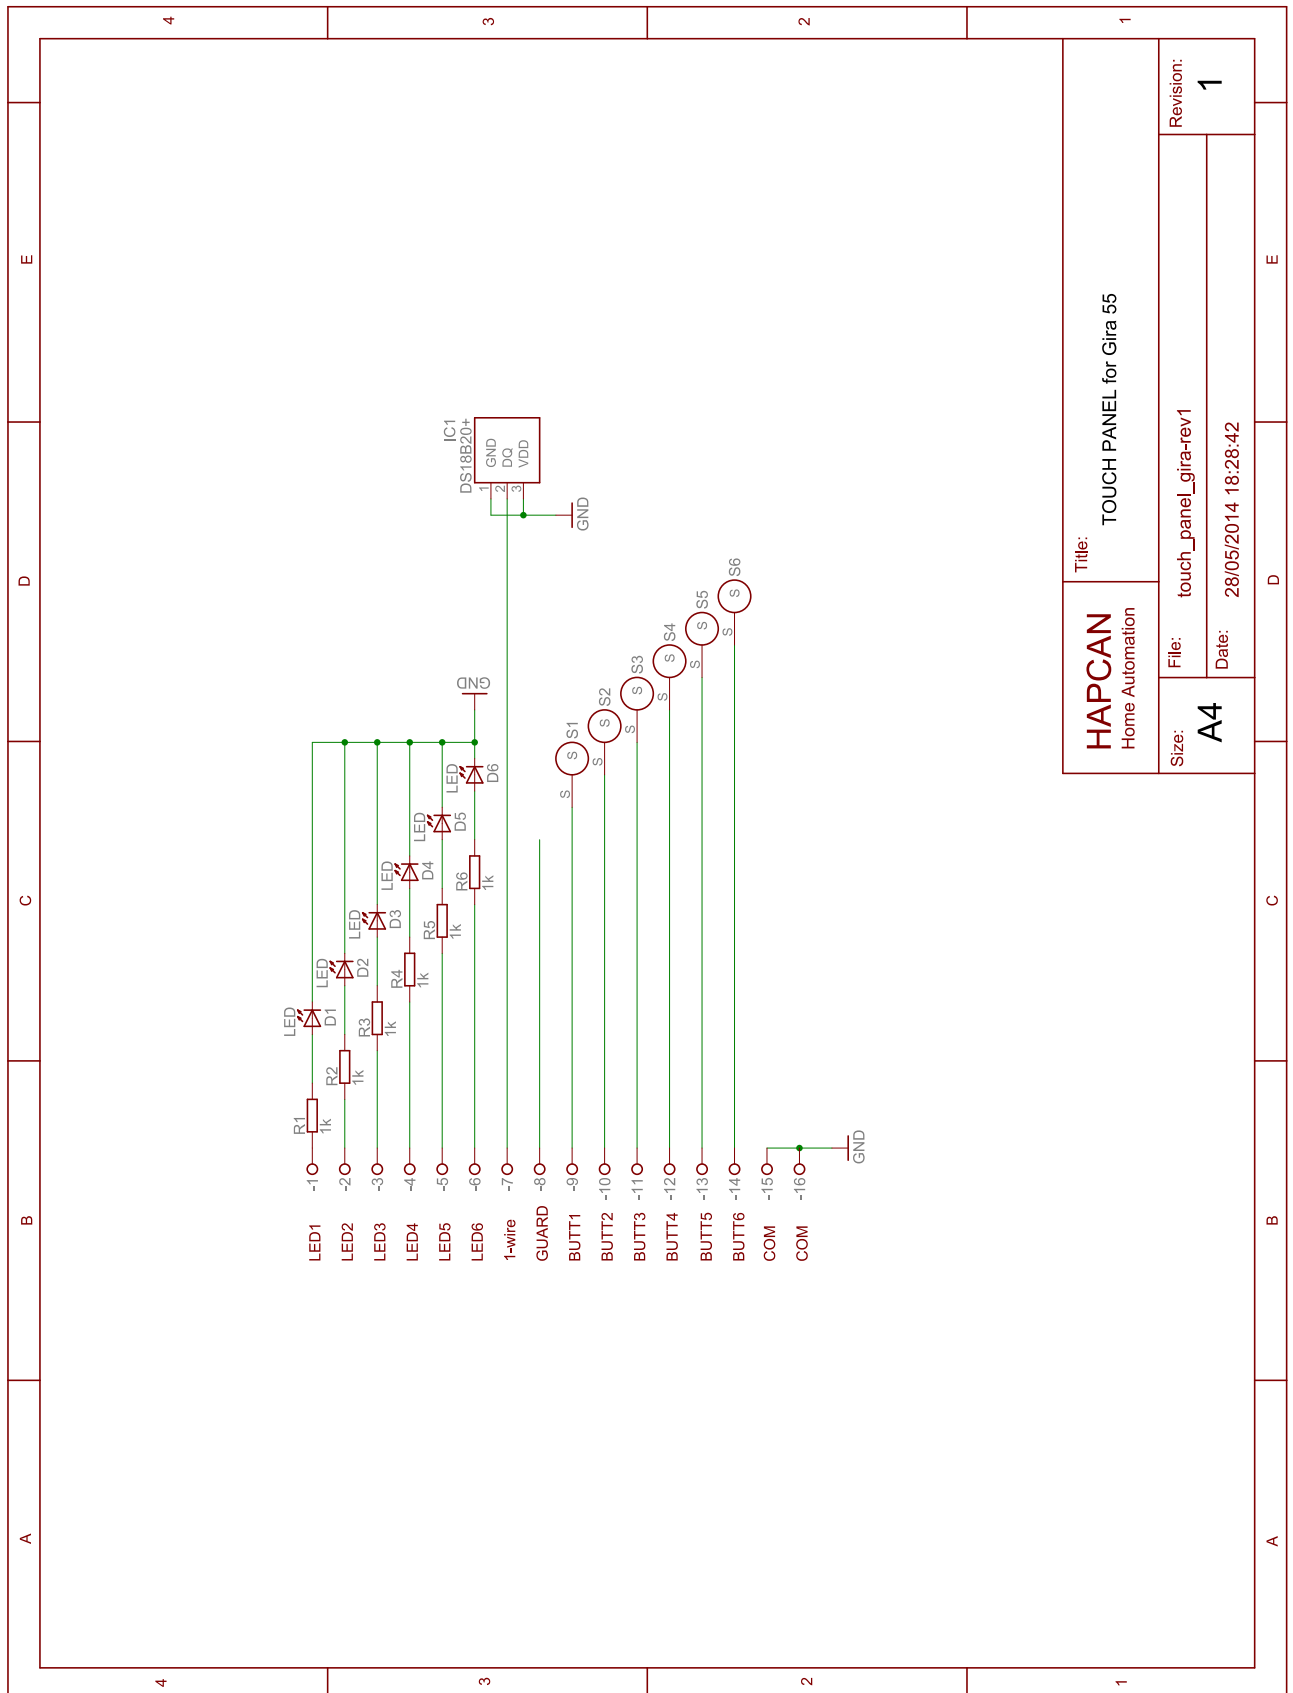 A
B
C
D
E
4
3
2
1
LED1
-1
R1
1k
LED
D1
LED2
-2
R2
1k
LED
D2
LED3
-3
R3
1k
LED
D3
LED4
-4
R4
1k
LED
D4
LED5
-5
R5
1k
LED
D5
LED6
-6
R6
1k
LED
D6
GND
1-wire
-7
IC1
DS18B20+
1 GND
2 DQ
3 VDD
GND
GUARD
-8
BUTT1
-9
S
S
S1
BUTT2
-10
S
S
S2
BUTT3
-11
S
S
S3
BUTT4
-12
S
S
S4
BUTT5
-13
S
S
S5
BUTT6
-14
S
S
S6
COM
-15
COM
-16
GND
HAPCAN
Home Automation
Title:
TOUCH PANEL for Gira 55
Size:
A4
File:
touch_panel_gira-rev1
Date:
28/05/2014 18:28:42
Revision:
1
4
3
2
1
A
B
C
D
E